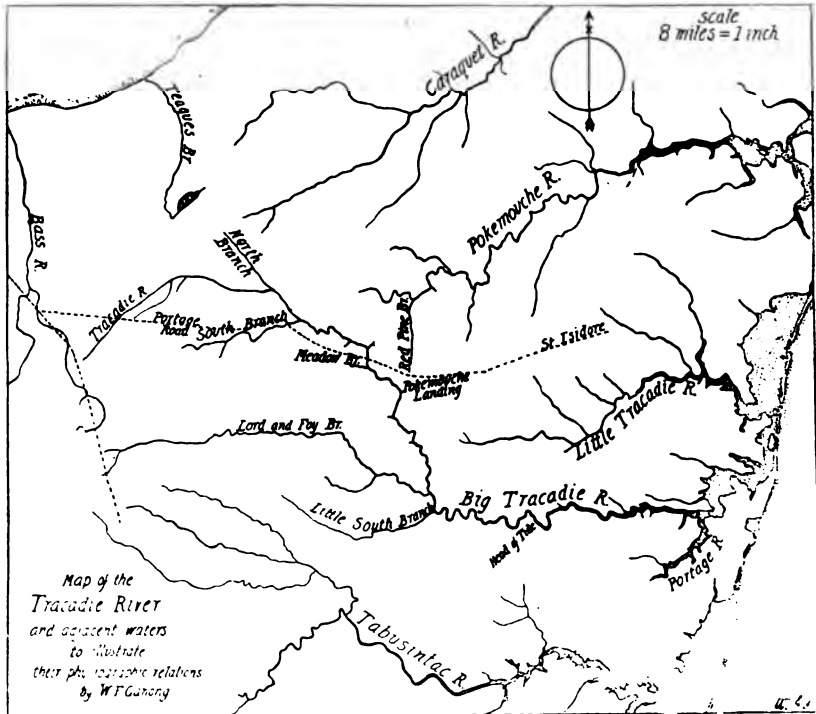 scale
8 miles = 1 inch
Caraquet R.
Teagues Br.
Pokemouche R.
Bass R.
North
Branch
Tracadie R
Portage
Road
South Branch
Red Pine Br.
St. Isidore
Meadow Br.
Pokemouche
Landing
Little Tracadie R.
Lord and Foy Br.
Big Tracadie R.
Little South Branch
Head of Tide
Portage R.
Map of the
Tracadie River
and adjacent waters
to illustrate
their physiographic relations
by W F Ganong
Tabusintac R.